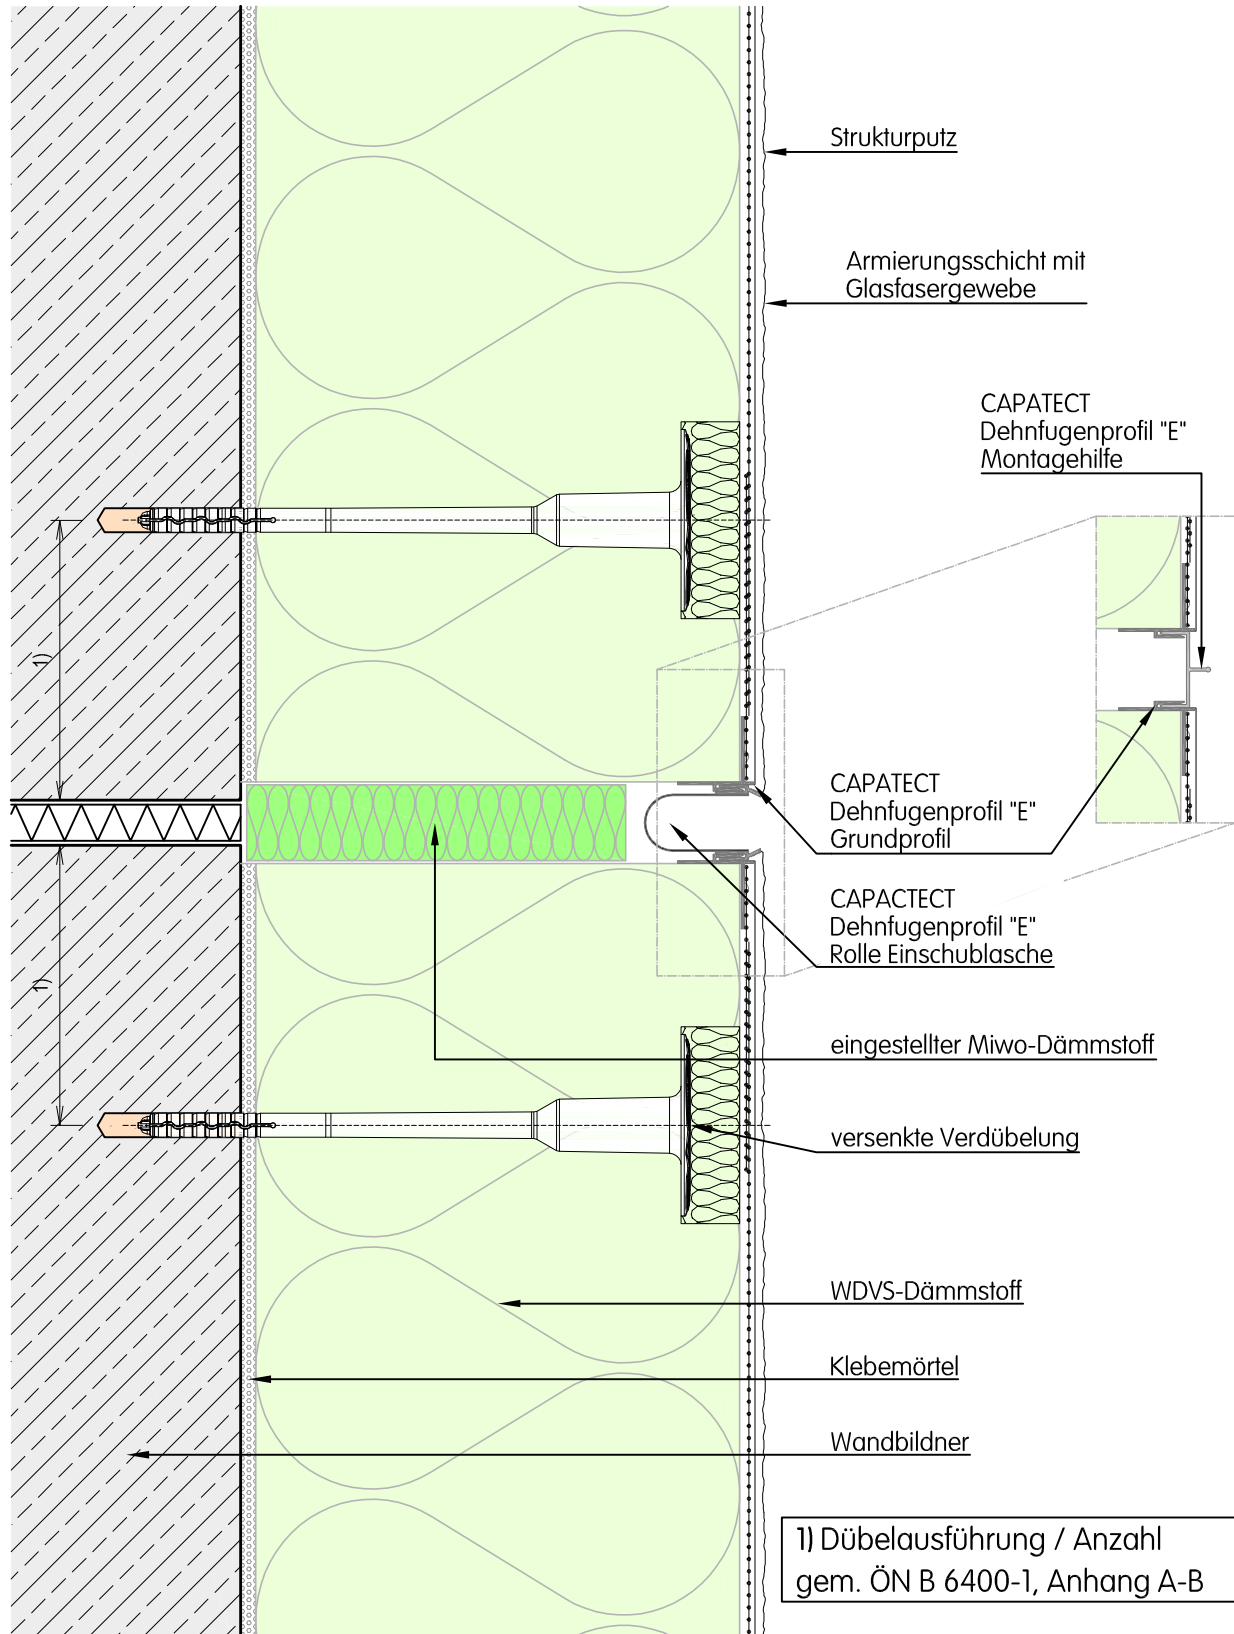 Strukturputz
Armierungsschicht mit
Glasfasergewebe
CAPATECT
Dehnfugenprofil "E"
Montagehilfe
1)
CAPATECT
Dehnfugenprofil "E"
Grundprofil
CAPACTECT
Dehnfugenprofil "E"
Rolle Einschublasche
1)
eingestellter Miwo-Dämmstoff
versenkte Verdübelung
WDVS-Dämmstoff
Klebemörtel
Wandbildner
1) Dübelausführung / Anzahl
gem. ÖN B 6400-1, Anhang A-B